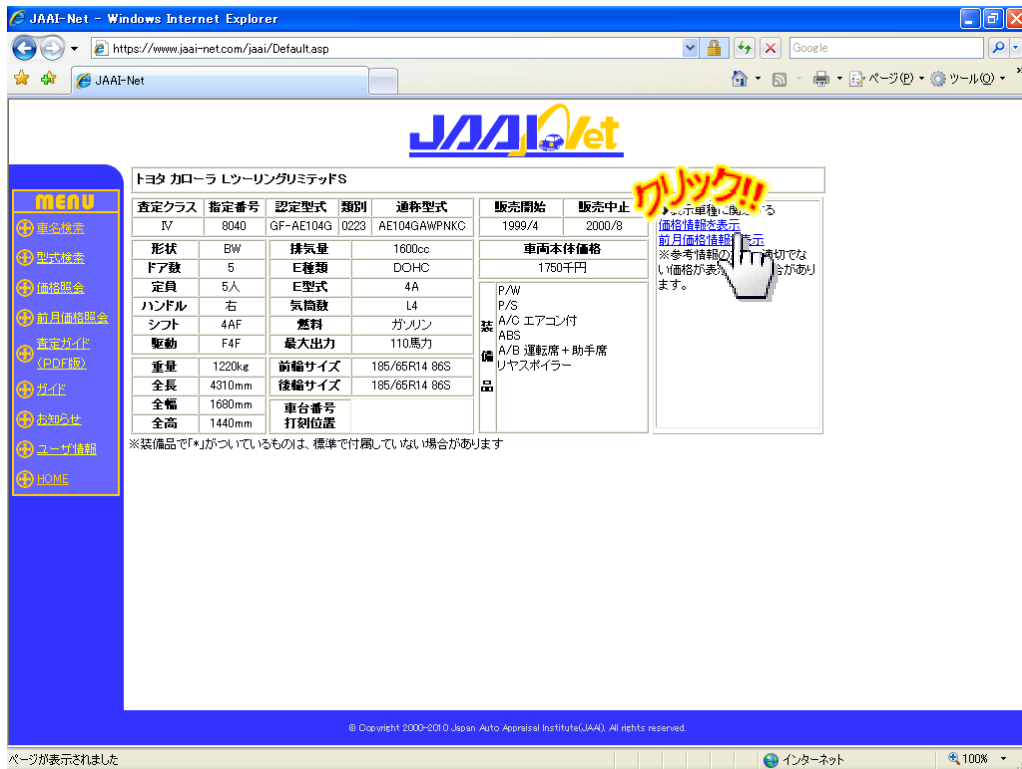 JAAI-Net - Windows Internet Explorer
https://www.jaai-net.com/jaai/Default.asp
Google
JAAI-Net
ページ(P)
ツール(O)
JAAI Net
トヨタ カローラ Lツーリングリミテッド S
クリック!!
MENU
車名検索
型式検索
価格照会
前月価格照会
査定ガイド
(PDF版)
ガイド
お知らせ
ユーザ情報
HOME
査定クラス 指定番号 認定型式 類別 通称型式 販売開始 販売中止
Ⅳ 8040 GF-AE104G 0223 AE104GAWPNKC 1999/4 2000/8
形状 BW 排気量 1600cc 車両本体価格
ドア数 5 E種類 DOHC 1750千円
定員 5人 E型式 4A
ハンドル 右 気筒数 L4
シフト 4AF 燃料 ガソリン
駆動 F4F 最大出力 110馬力
重量 1220kg 前輪サイズ 185/65R14 86S
全長 4310mm 後輪サイズ 185/65R14 86S
全幅 1680mm 車台番号
全高 1440mm 打刻位置
装備品
P/W
P/S
A/C エアコン付
ABS
A/B 運転席+助手席
リヤスポイラー
価格情報を表示
前月価格情報 表示
※参考情報の 適切でな
い価格が表 合があり
ます。
※装備品で「*」がついているものは、標準で付属していない場合があります
© Copyright 2000-2010 Japan Auto Appraisal Institute(JAAI). All rights reserved.
ページが表示されました
インターネット
100%